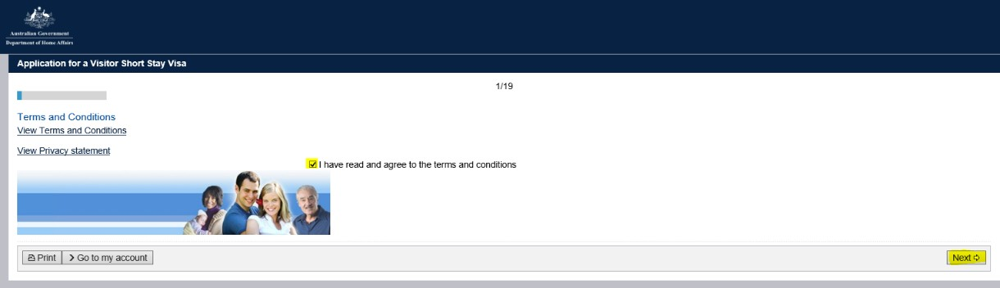 Australian Government
Department of Home Affairs
Application for a Visitor Short Stay Visa
1/19
Terms and Conditions
View Terms and Conditions
View Privacy statement
I have read and agree to the terms and conditions
Print
Go to my account
Next